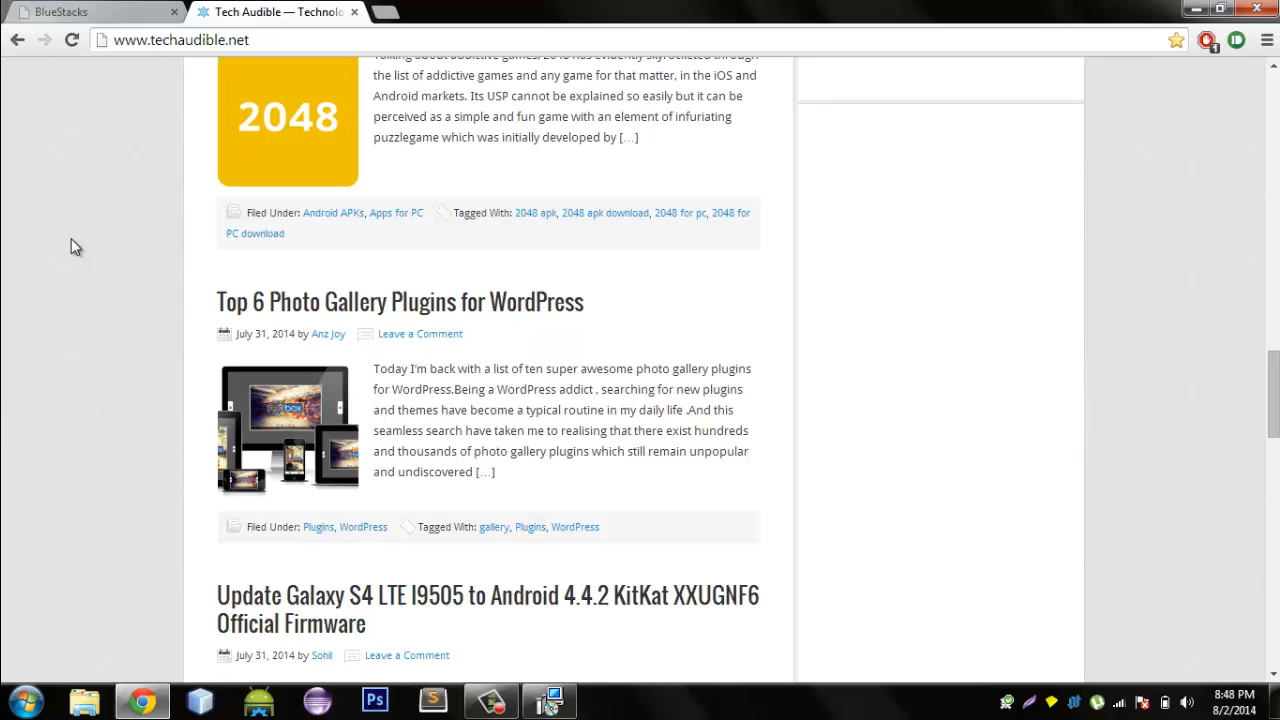 BlueStacks
Tech Audible — Technolo
www.techaudible.net
1
the list of addictive games and any game for that matter, in the iOS and
Android markets. Its USP cannot be explained so easily but it can be
perceived as a simple and fun game with an element of infuriating
puzzlegame which was initially developed by [...]
2048
Filed Under: Android APKs, Apps for PC Tagged With: 2048 apk, 2048 apk download, 2048 for pc, 2048 for
PC download
Top 6 Photo Gallery Plugins for WordPress
July 31, 2014 by Anz Joy Leave a Comment
Today I'm back with a list of ten super awesome photo gallery plugins
for WordPress.Being a WordPress addict , searching for new plugins
and themes have become a typical routine in my daily life .And this
seamless search have taken me to realising that there exist hundreds
and thousands of photo gallery plugins which still remain unpopular
and undiscovered [...]
Filed Under: Plugins, WordPress Tagged With: gallery, Plugins, WordPress
Update Galaxy S4 LTE I9505 to Android 4.4.2 KitKat XXUGNF6
Official Firmware
July 31, 2014 by Sohil Leave a Comment
Ps
S
8:48 PM
8/2/2014